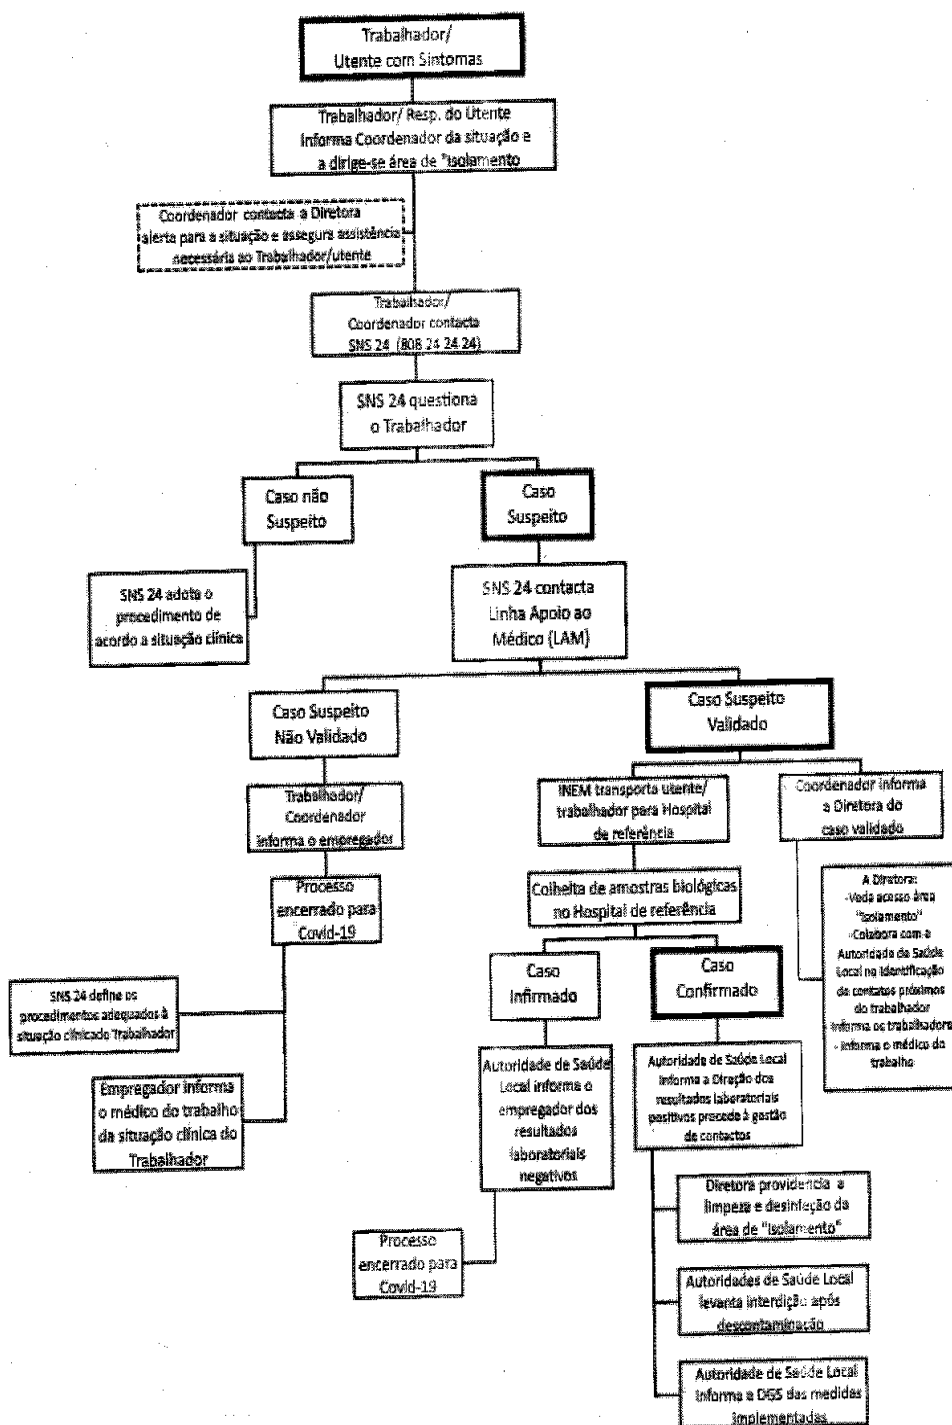 Trabalhador/
Utente com Sintomas
Trabalhador/ Resp. do Utente
Informa Coordenador da situação e
a dirige-se área de "Isolamento
Coordenador contacta a Diretora
alerta para a situação e assegura assistência
necessária ao Trabalhador/utente
Trabalhador/
Coordenador contacta
SNS 24 (808 24 24 24)
SNS 24 questiona
o Trabalhador
Caso não
Suspeito
Caso
Suspeito
SNS 24 adota o
procedimento de
acordo a situação clínica
SNS 24 contacta
Linha Apoio ao
Médico (LAM)
Caso Suspeito
Não Validado
Caso Suspeito
Validado
Trabalhador/
Coordenador
informa o empregador
INEM transporta utente/
trabalhador para Hospital
de referência
Coordenador informa
a Diretora do
caso validado
Processo
encerrado para
Covid-19
Colheita de amostras biológicas
no Hospital de referência
A Diretora:
-Veda acesso área
"Isolamento"
-Colabora com a
Autoridade de Saúde
Local na identificação
de contatos próximos
do trabalhador
- Informa os trabalhadores
- Informa o médico do
trabalho
SNS 24 define os
procedimentos adequados à
situação clinicado Trabalhador
Caso
Infirmado
Caso
Confirmado
Empregador informa
o médico do trabalho
da situação clínica do
Trabalhador
Autoridade de Saúde
Local informa o
empregador dos
resultados
laboratoriais
negativos
Autoridade de Saúde Local
informa a Direção dos
resultados laboratoriais
positivos procede à gestão
de contactos
Processo
encerrado para
Covid-19
Diretora providencia a
limpeza e desinfeção da
área de "Isolamento"
Autoridades de Saúde Local
levanta interdição após
descontaminação
Autoridade de Saúde Local
Informa a DGS das medidas
implementadas